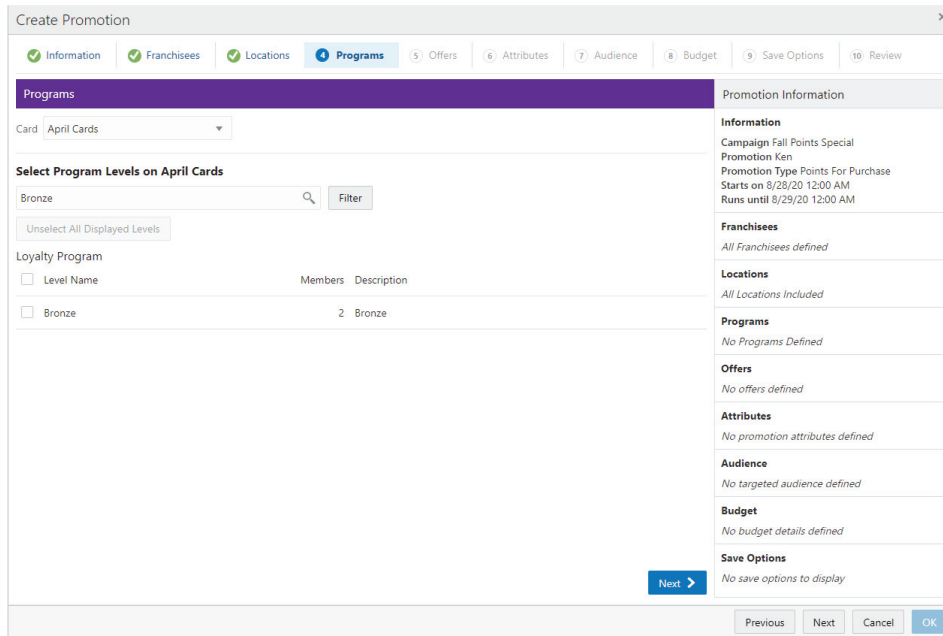 Create Promotion
Information
Franchisees
Locations
4 Programs
5 Offers
6 Attributes
7 Audience
8 Budget
9 Save Options
10 Review
Programs
Card April Cards
Select Program Levels on April Cards
Bronze
Filter
Unselect All Displayed Levels
Loyalty Program
Level Name Members Description
Bronze 2 Bronze
Next
Promotion Information
Information
Campaign Fall Points Special
Promotion Ken
Promotion Type Points For Purchase
Starts on 8/28/20 12:00 AM
Runs until 8/29/20 12:00 AM
Franchisees
All Franchisees defined
Locations
All Locations Included
Programs
No Programs Defined
Offers
No offers defined
Attributes
No promotion attributes defined
Audience
No targeted audience defined
Budget
No budget details defined
Save Options
No save options to display
Previous Next Cancel OK